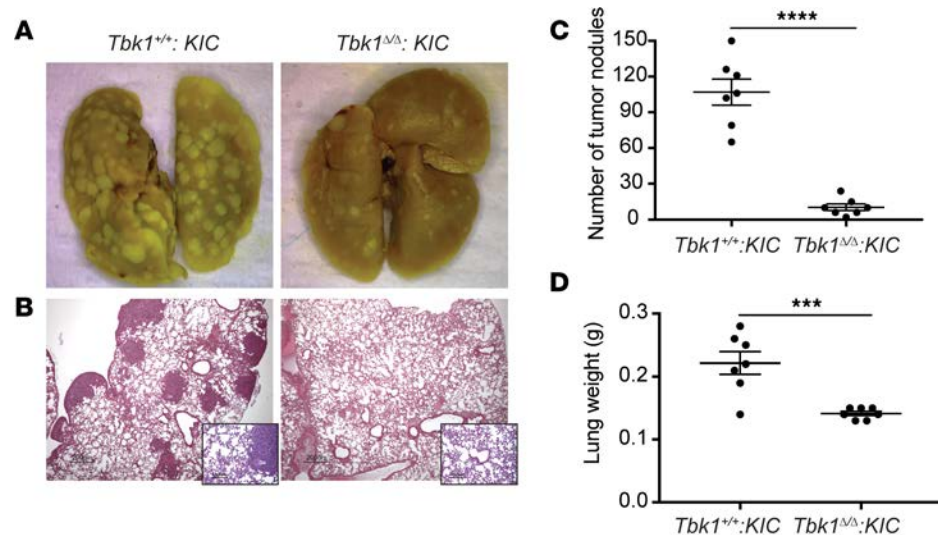 A
Tbk1+/+: KIC
Tbk1Δ/Δ: KIC
B
C
****
Number of tumor nodules
150
120
90
60
30
0
Tbk1+/+:KIC
Tbk1Δ/Δ:KIC
D
***
Lung weight (g)
0.3
0.2
0.1
0.0
Tbk1+/+:KIC
Tbk1Δ/Δ:KIC